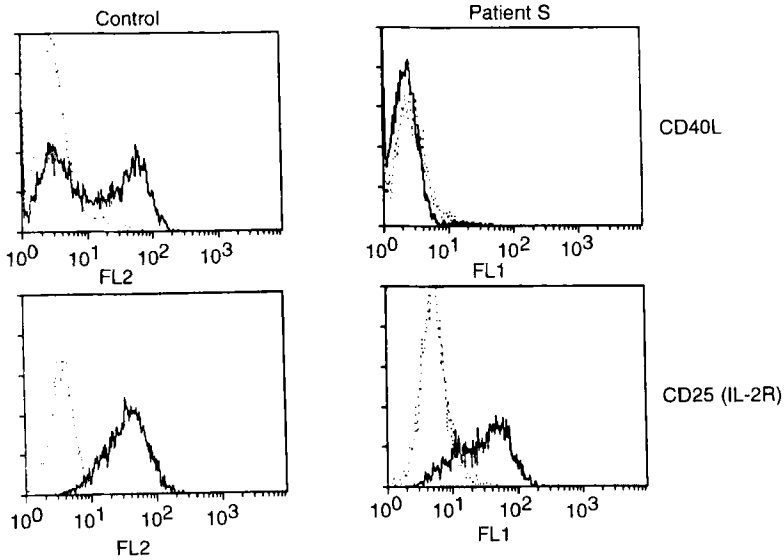 Control
Patient S
CD40L
10⁰ 10¹ 10² 10³
FL2
10⁰ 10¹ 10² 10³
FL1
CD25 (IL-2R)
10⁰ 10¹ 10² 10³
FL2
10⁰ 10¹ 10² 10³
FL1